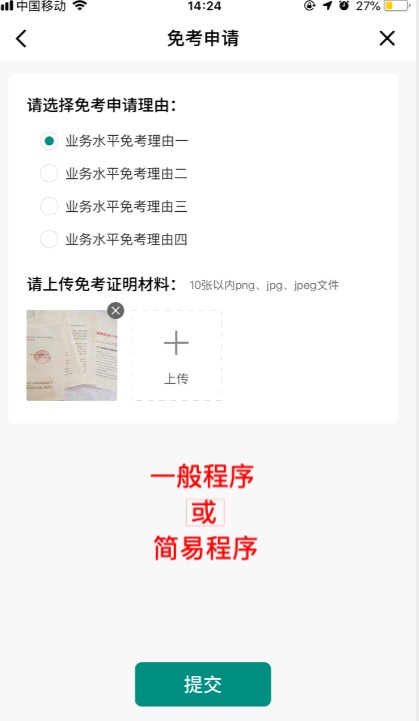 中国移动
14:24
27%
免考申请
请选择免考申请理由：
业务水平免考理由一
业务水平免考理由二
业务水平免考理由三
业务水平免考理由四
请上传免考证明材料： 10张以内png、jpg、jpeg文件
上传
一般程序
或
简易程序
提交